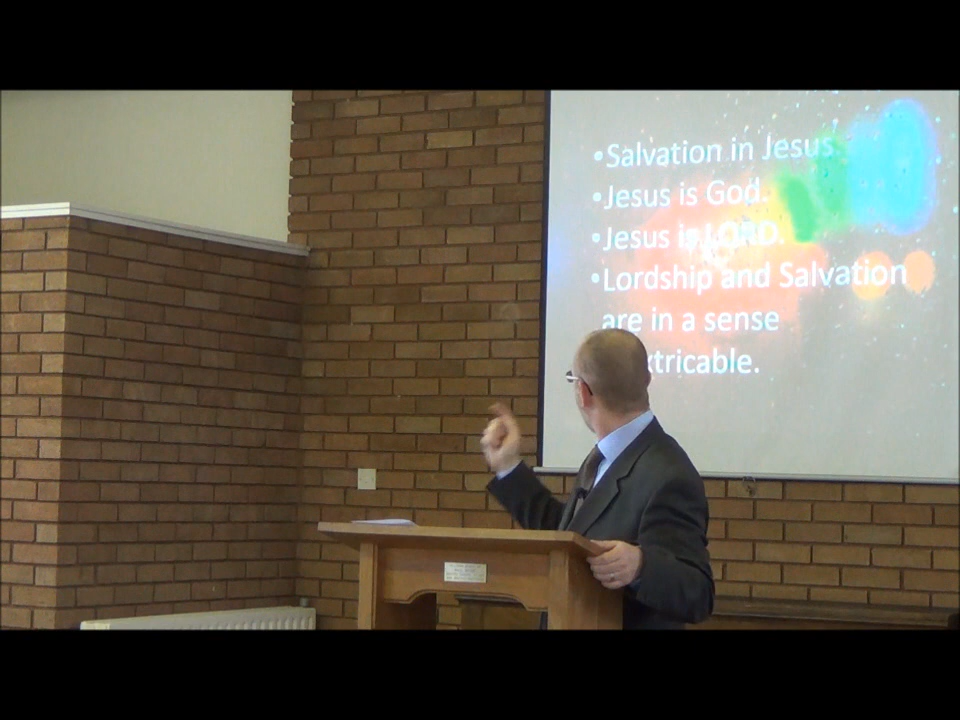 •Salvation in Jesus.
•Jesus is God.
•Jesus is LORD.
•Lordship and Salvation
are in a sense